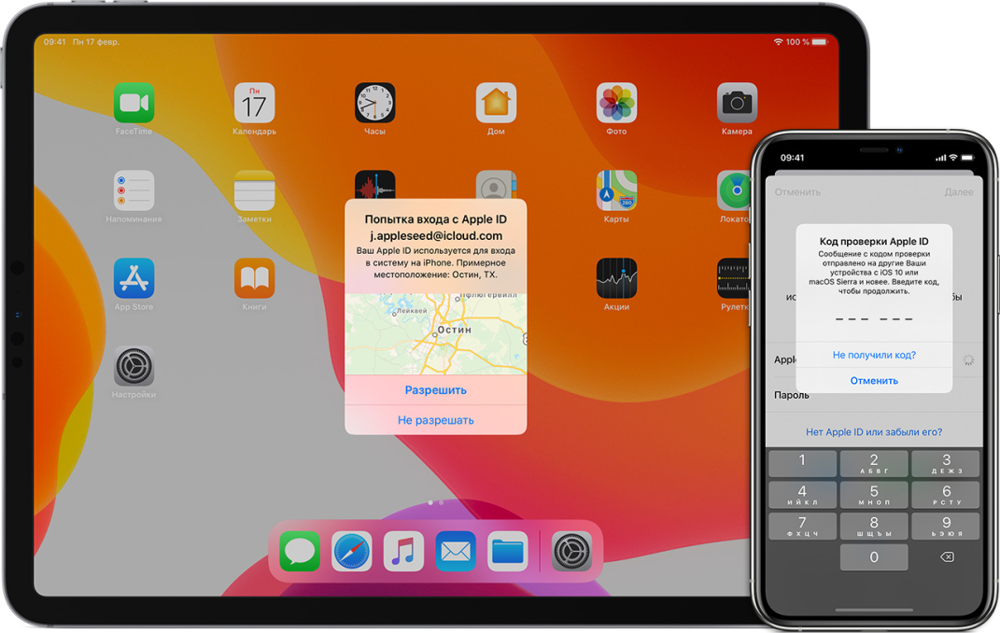 09:41 Пн 17 февр.
100 %
FaceTime
Пн
17
Календарь
Часы
Дом
Фото
Камера
Напоминания
Заметки
280
Карты
App Store
Книги
Акции
Настройки
Попытка входа с Apple ID
j.appleseed@icloud.com
Ваш Apple ID используется для входа
в систему на iPhone. Примерное
местоположение: Остин, TX.
Пфлюгервилл
Лейквей
Остин
Разрешить
Не разрешать
09:41
Отменить Далее
Код проверки Apple ID
Сообщение с кодом проверки
отправлено на другие Ваши
устройства с iOS 10 или
macOS Sierra и новее. Введите код,
чтобы продолжить.
Не получили код?
Отменить
Пароль
Нет Apple ID или забыли его?
1 2 3
АБВГ ДЕЖЗ
4 5 6
ИЙКЛ МНОП РСТУ
7 8 9
ФХЦЧ ШЩЪЫ ЬЭЮЯ
0